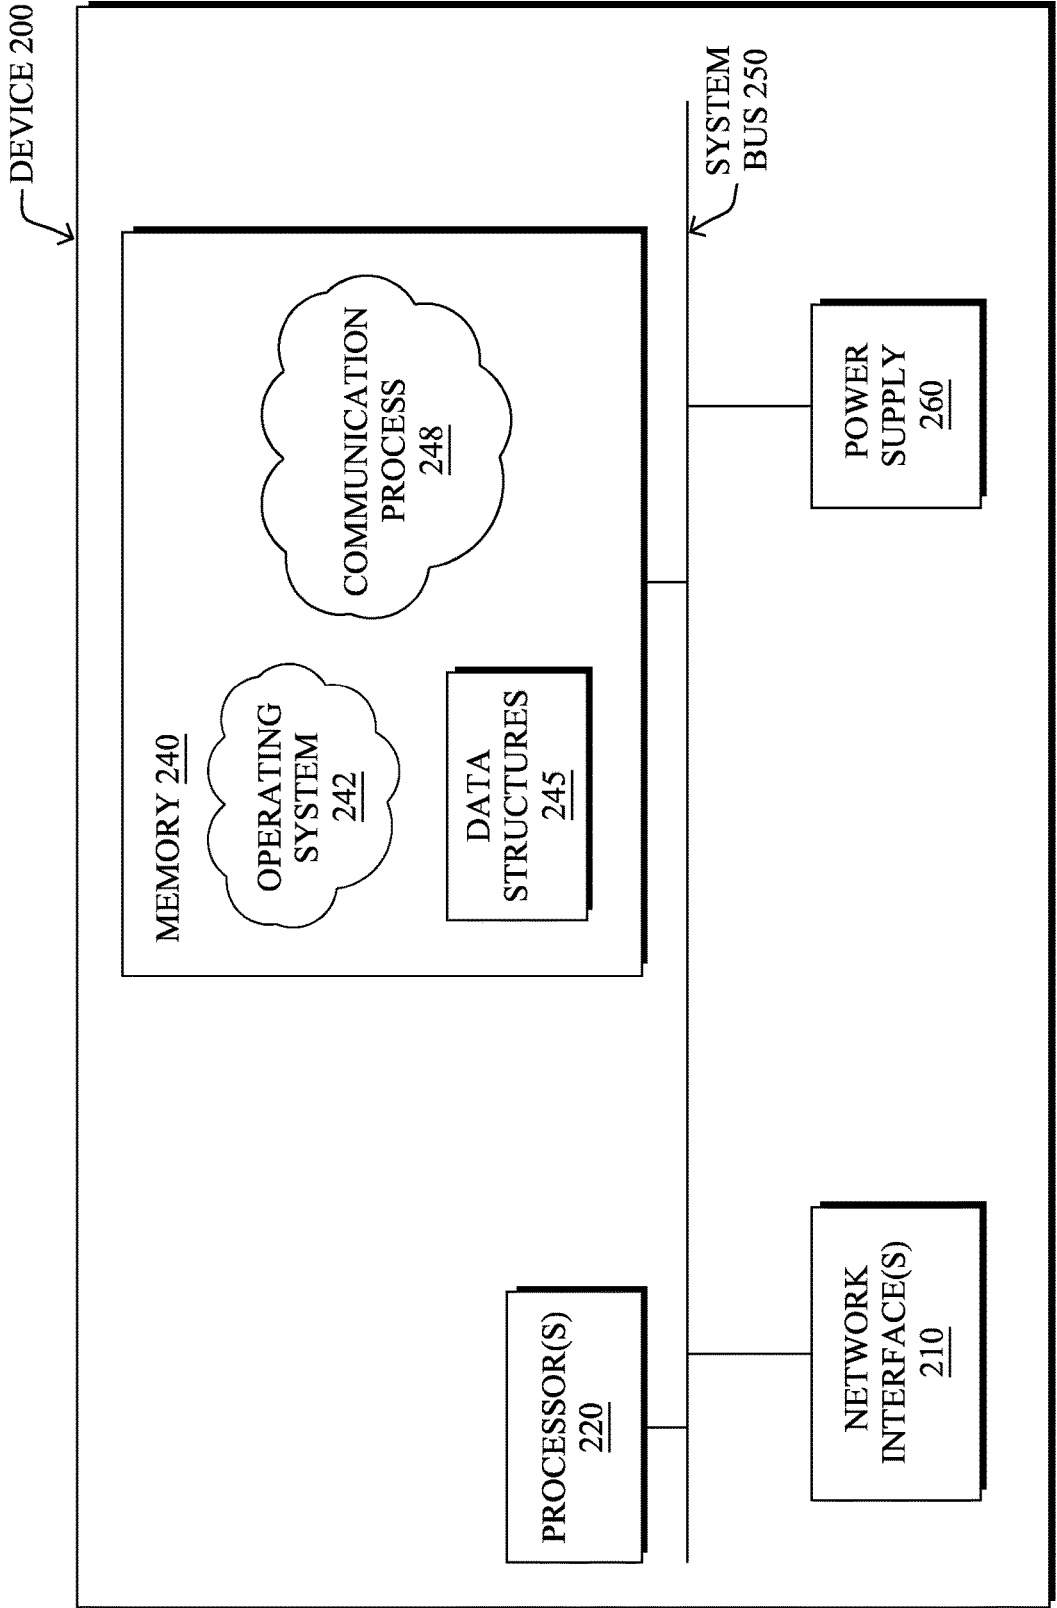 DEVICE 200
MEMORY 240
OPERATING
SYSTEM
242
COMMUNICATION
PROCESS
248
DATA
STRUCTURES
245
PROCESSOR(S)
220
SYSTEM
BUS 250
NETWORK
INTERFACE(S)
210
POWER
SUPPLY
260